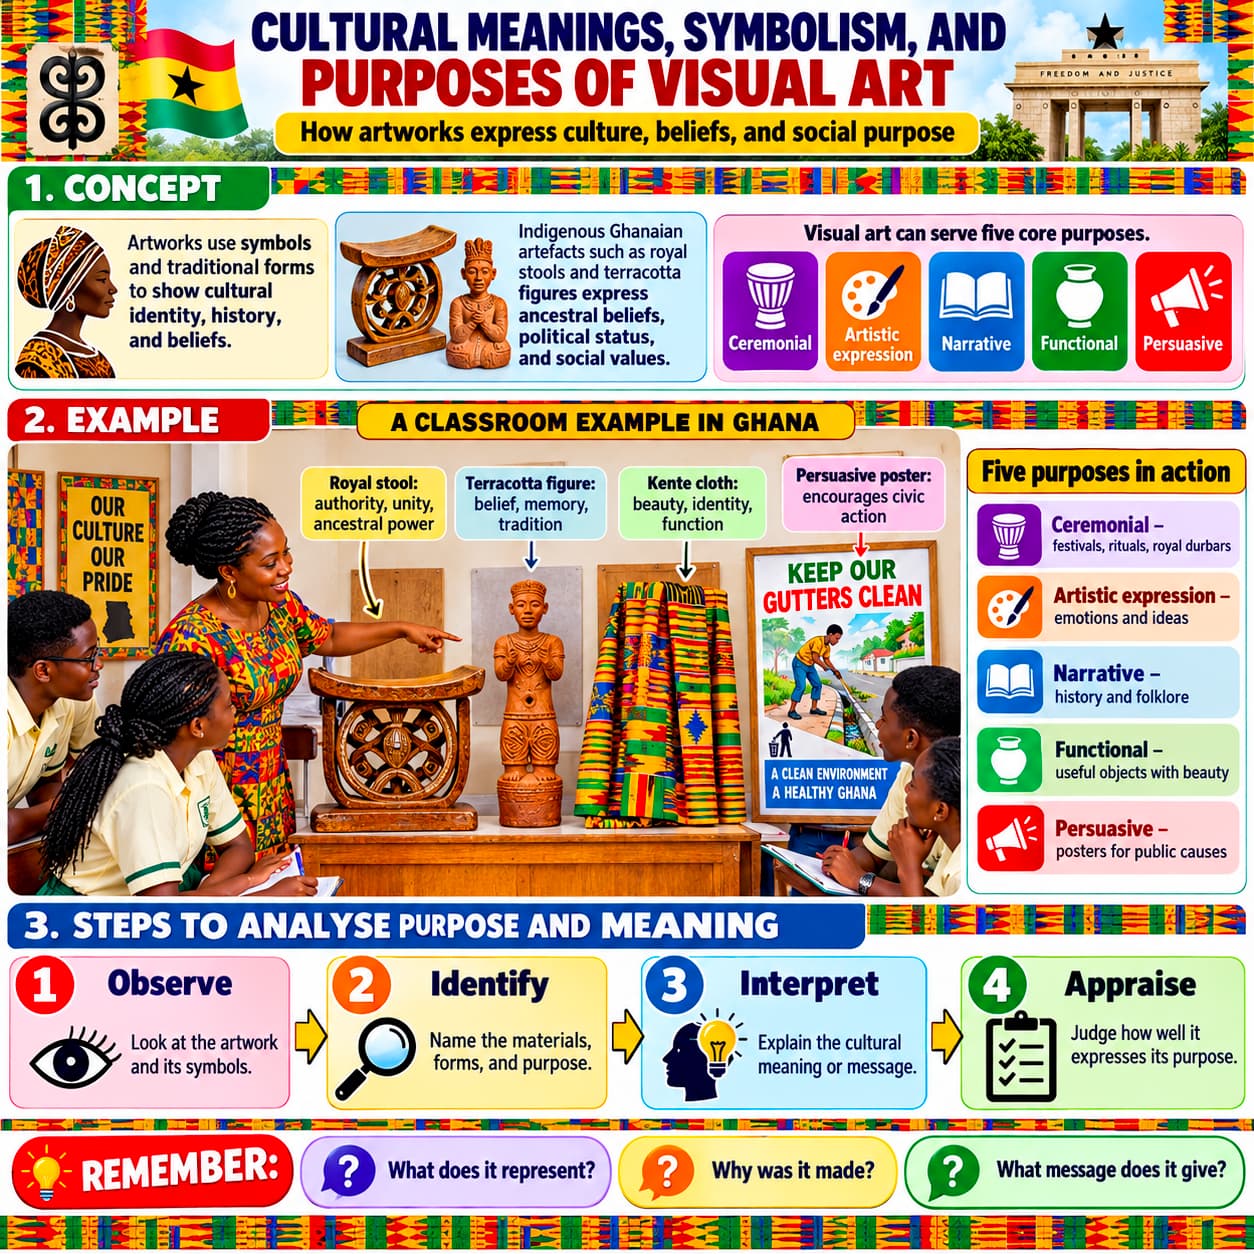 CULTURAL MEANINGS, SYMBOLISM, AND
PURPOSES OF VISUAL ART
How artworks express culture, beliefs, and social purpose
FREEDOM AND JUSTICE
1. CONCEPT
Artworks use symbols
and traditional forms
to show cultural
identity, history,
and beliefs.
Indigenous Ghanaian
artefacts such as royal
stools and terracotta
figures express
ancestral beliefs,
political status,
and social values.
Visual art can serve five core purposes.
Ceremonial
Artistic
expression
Narrative
Functional
Persuasive
2. EXAMPLE
A CLASSROOM EXAMPLE IN GHANA
OUR
CULTURE
OUR
PRIDE
Royal stool:
authority, unity,
ancestral power
Terracotta figure:
belief, memory,
tradition
Kente cloth:
beauty, identity,
function
Persuasive poster:
encourages civic
action
KEEP OUR
GUTTERS CLEAN
A CLEAN ENVIRONMENT
A HEALTHY GHANA
Five purposes in action
Ceremonial –
festivals, rituals, royal durbars
Artistic expression –
emotions and ideas
Narrative –
history and folklore
Functional –
useful objects with beauty
Persuasive –
posters for public causes
3. STEPS TO ANALYSE PURPOSE AND MEANING
1 Observe
Look at the artwork
and its symbols.
2 Identify
Name the materials,
forms, and purpose.
3 Interpret
Explain the cultural
meaning or message.
4 Appraise
Judge how well it
expresses its purpose.
REMEMBER:
? What does it represent?
? Why was it made?
? What message does it give?